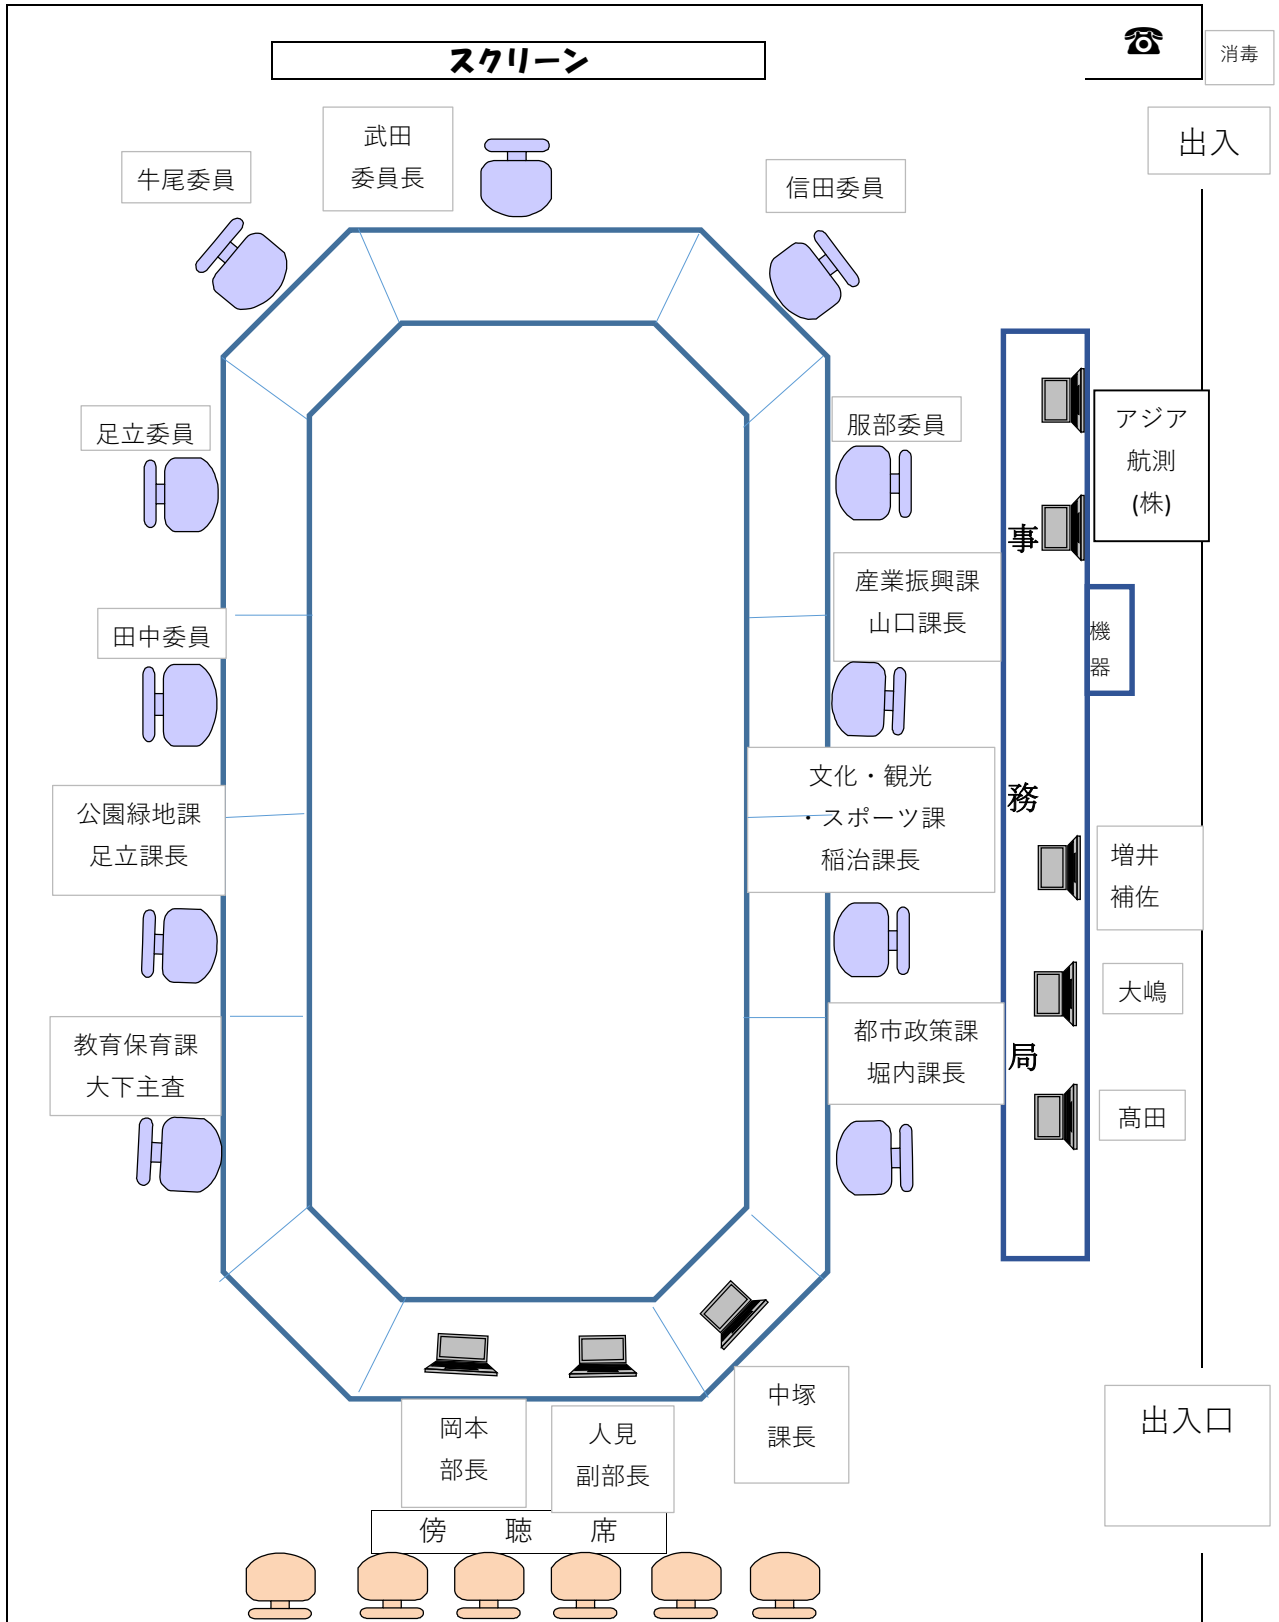 スクリーン
☎
消毒
出入
武田
委員長
牛尾委員
信田委員
足立委員
服部委員
アジア
航測
(株)
事
産業振興課
山口課長
田中委員
機
器
文化・観光
・スポーツ課
稲治課長
務
公園緑地課
足立課長
増井
補佐
大嶋
教育保育課
大下主査
都市政策課
堀内課長
局
髙田
中塚
課長
出入口
岡本
部長
人見
副部長
傍 聴 席